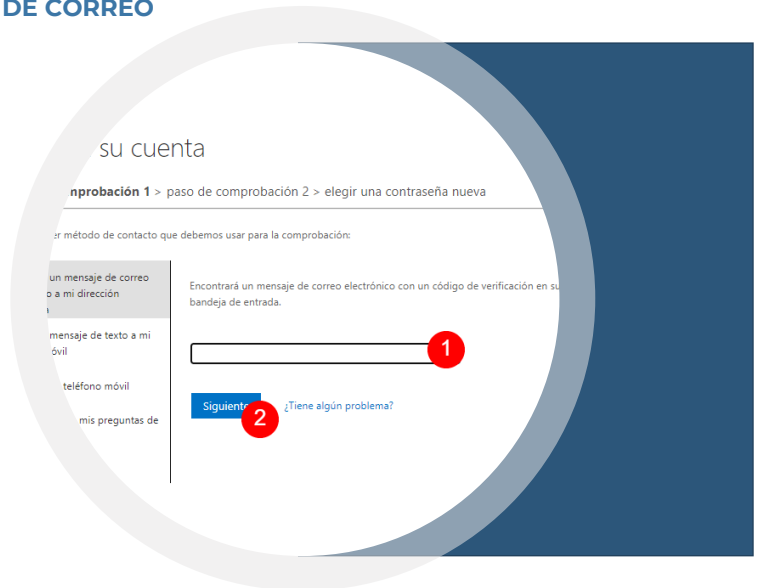 DE CORREO
su cuenta
mprobación 1 > paso de comprobación 2 > elegir una contraseña nueva
er método de contacto que debemos usar para la comprobación:
un mensaje de correo
o a mi dirección
Encontrará un mensaje de correo electrónico con un código de verificación en su
bandeja de entrada.
mensaje de texto a mi
óvil
1
teléfono móvil
Siguiente
2
¿Tiene algún problema?
mis preguntas de